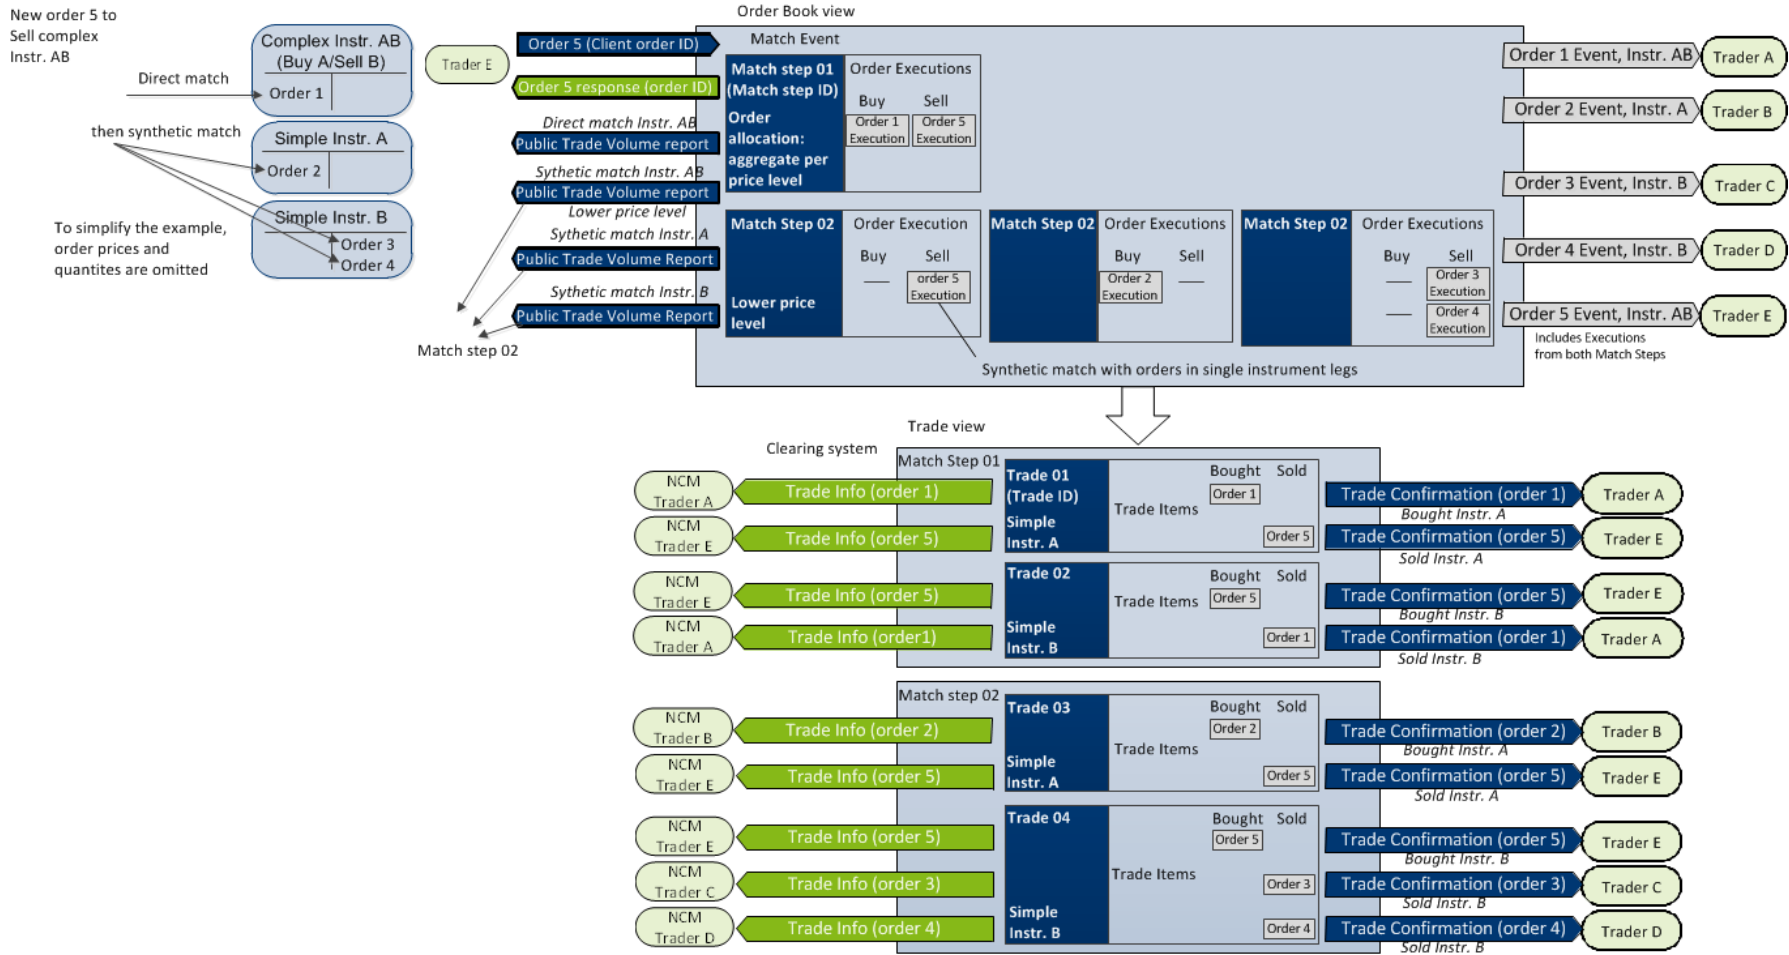 New order 5 to
Sell complex
Instr. AB
Direct match
then synthetic match
To simplify the example,
order prices and
quantites are omitted
Complex Instr. AB
(Buy A/Sell B)
Order 1
Simple Instr. A
Order 2
Simple Instr. B
Order 3
Order 4
Trader E
Order 5 (Client order ID)
Order 5 response (order ID)
Direct match Instr. AB
Public Trade Volume report
Sythetic match Instr. AB
Public Trade Volume report
Lower price level
Sythetic match Instr. A
Public Trade Volume Report
Sythetic match Instr. B
Public Trade Volume Report
Match step 02
Order Book view
Match Event
Match step 01
(Match step ID)
Order
allocation:
aggregate per
price level
Order Executions
Buy Sell
Order 1
Execution
Order 5
Execution
Match Step 02
Lower price
level
Order Execution
Buy Sell
order 5
Execution
Match Step 02
Order Executions
Buy Sell
Order 2
Execution
Match Step 02
Order Executions
Buy Sell
Order 3
Execution
Order 4
Execution
Synthetic match with orders in single instrument legs
Order 1 Event, Instr. AB
Trader A
Order 2 Event, Instr. A
Trader B
Order 3 Event, Instr. B
Trader C
Order 4 Event, Instr. B
Trader D
Order 5 Event, Instr. AB
Trader E
Includes Executions
from both Match Steps
Trade view
Clearing system
Match Step 01
NCM
Trader A
Trade Info (order 1)
NCM
Trader E
Trade Info (order 5)
Trade 01
(Trade ID)
Simple
Instr. A
Trade Items
Bought Sold
Order 1
Order 5
Trade Confirmation (order 1)
Bought Instr. A
Trader A
Trade Confirmation (order 5)
Sold Instr. A
Trader E
NCM
Trader E
Trade Info (order 5)
NCM
Trader A
Trade Info (order1)
Trade 02
Simple
Instr. B
Trade Items
Bought Sold
Order 5
Order 1
Trade Confirmation (order 5)
Bought Instr. B
Trader E
Trade Confirmation (order 1)
Sold Instr. B
Trader A
Match step 02
NCM
Trader B
Trade Info (order 2)
NCM
Trader E
Trade Info (order 5)
Trade 03
Simple
Instr. A
Trade Items
Bought Sold
Order 2
Order 5
Trade Confirmation (order 2)
Bought Instr. A
Trader B
Trade Confirmation (order 5)
Sold Instr. A
Trader E
NCM
Trader E
Trade Info (order 5)
NCM
Trader C
Trade Info (order 3)
NCM
Trader D
Trade Info (order 4)
Trade 04
Simple
Instr. B
Trade Items
Bought Sold
Order 5
Order 3
Order 4
Trade Confirmation (order 5)
Bought Instr. B
Trader E
Trade Confirmation (order 3)
Sold Instr. B
Trader C
Trade Confirmation (order 4)
Sold Instr. B
Trader D